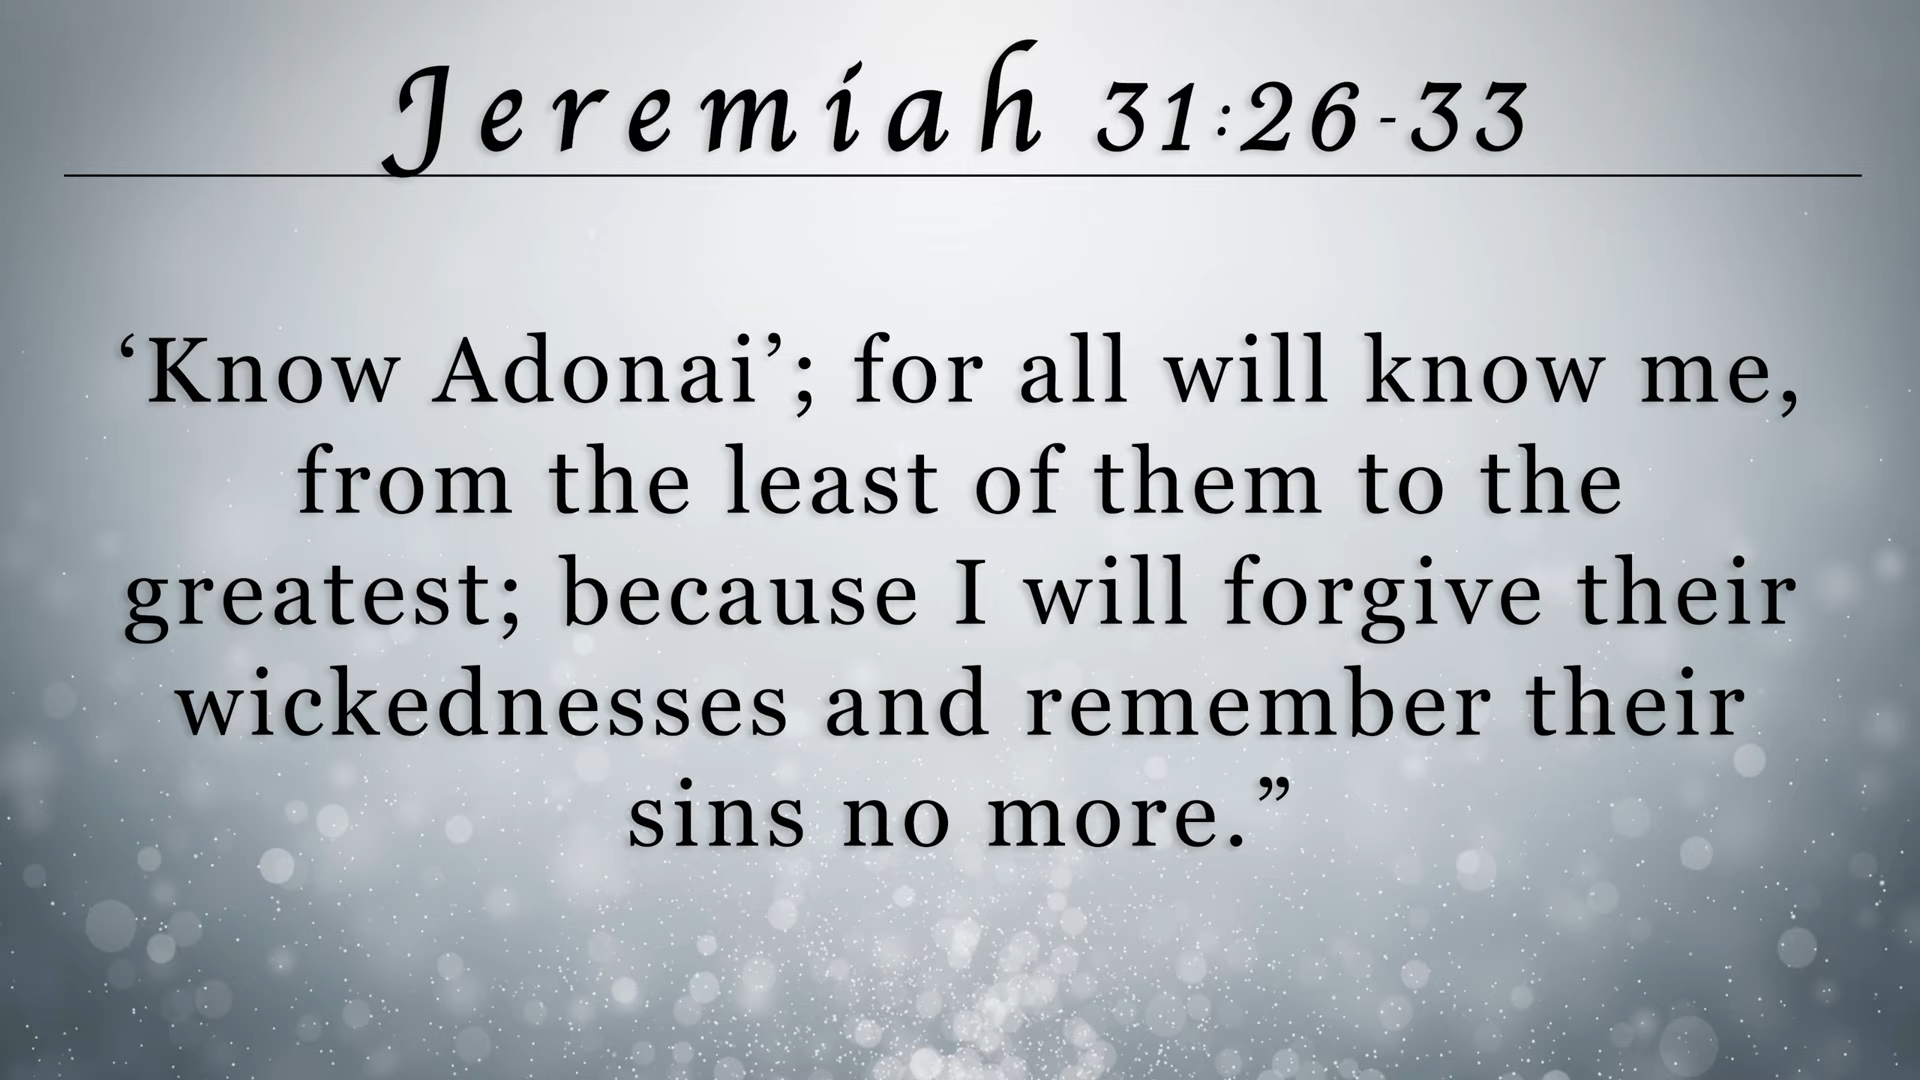 Jeremiah 31:26-33
‘Know Adonai’; for all will know me,
from the least of them to the
greatest; because I will forgive their
wickednesses and remember their
sins no more.”